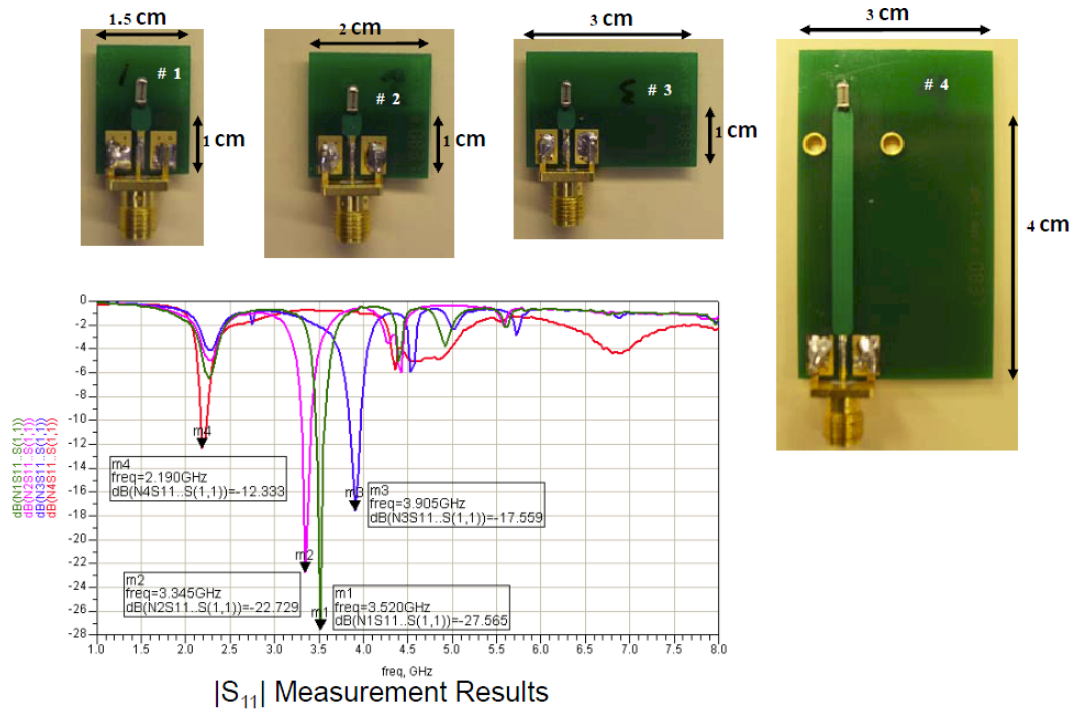 1.5 cm
2 cm
3 cm
3 cm
# 1
# 2
# 3
# 4
1 cm
1 cm
1 cm
4 cm
0
-2
-4
-6
-8
-10
-12
-14
-16
-18
-20
-22
-24
-26
-28
dB(N1S11..S(1,1))
dB(N2S11..S(1,1))
dB(N3S11..S(1,1))
dB(N4S11..S(1,1))
m4
m4
freq=2.190GHz
dB(N4S11..S(1,1))=-12.333
m3
m3
freq=3.905GHz
dB(N3S11..S(1,1))=-17.559
m2
m2
freq=3.345GHz
dB(N2S11..S(1,1))=-22.729
m1
m1
freq=3.520GHz
dB(N1S11..S(1,1))=-27.565
1.0 1.5 2.0 2.5 3.0 3.5 4.0 4.5 5.0 5.5 6.0 6.5 7.0 7.5 8.0
freq, GHz
|S₁₁| Measurement Results